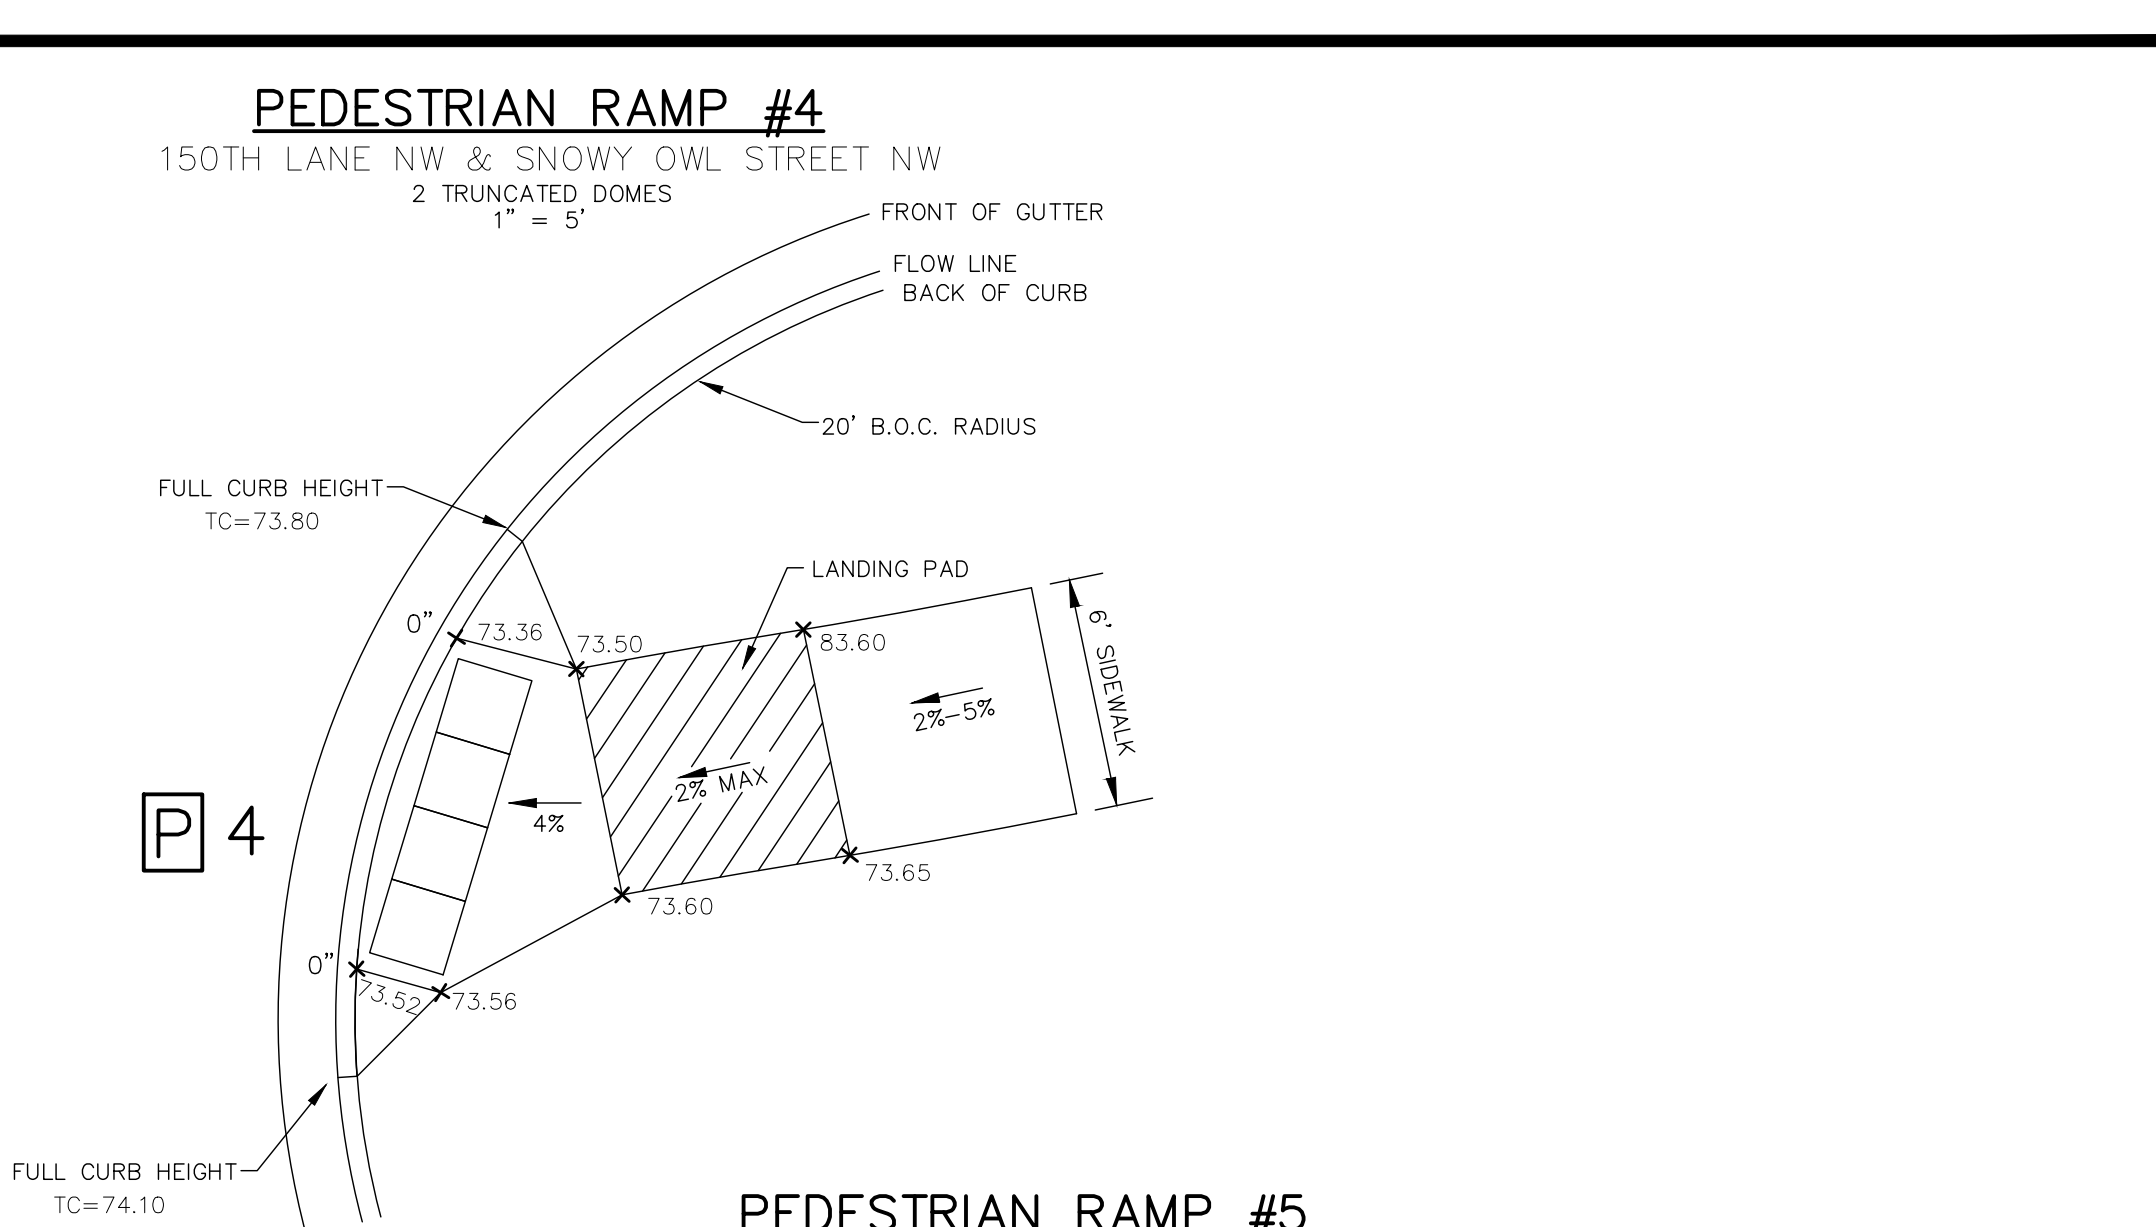 PEDESTRIAN RAMP #4
150TH LANE NW & SNOWY OWL STREET NW
2 TRUNCATED DOMES
1" = 5'
FRONT OF GUTTER
FLOW LINE
BACK OF CURB
20' B.O.C. RADIUS
FULL CURB HEIGHT
TC=73.80
LANDING PAD
6' SIDEWALK
0"
73.36
73.50
83.60
2%-5%
2% MAX
4%
P 4
73.65
73.60
0"
73.52
73.56
FULL CURB HEIGHT
TC=74.10
PEDESTRIAN RAMP #5